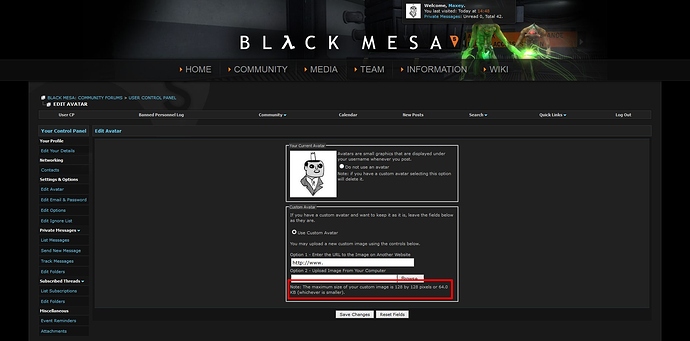 Welcome, Maxey.
You last visited: Today at 14:48
Private Messages: Unread 0, Total 42.
BLACK MESA
HOME
COMMUNITY
MEDIA
TEAM
INFORMATION
WIKI
BLACK MESA: COMMUNITY FORUMS > USER CONTROL PANEL
EDIT AVATAR
User CP
Banned Personnel Log
Community
Calendar
New Posts
Search
Quick Links
Log Out
Your Control Panel
Your Profile
Edit Your Details
Networking
Contacts
Settings & Options
Edit Avatar
Edit Email & Password
Edit Options
Edit Ignore List
Private Messages
List Messages
Send New Message
Track Messages
Edit Folders
Subscribed Threads
List Subscriptions
Edit Folders
Miscellaneous
Event Reminders
Attachments
Edit Avatar
Your Current Avatar
Avatars are small graphics that are displayed
under your username whenever you post.
Do not use an avatar
Note: if you have a custom avatar selecting this option
will delete it.
Custom Avatar
If you have a custom avatar and want to keep it as it is, leave the fields below
as they are.
Use Custom Avatar
You may upload a new custom image using the controls below.
Option 1 - Enter the URL to the Image on Another Website
http://www.
Option 2 - Upload Image From Your Computer
Browse...
Note: The maximum size of your custom image is 128 by 128 pixels or 64.0
KB (whichever is smaller).
Save Changes
Reset Fields